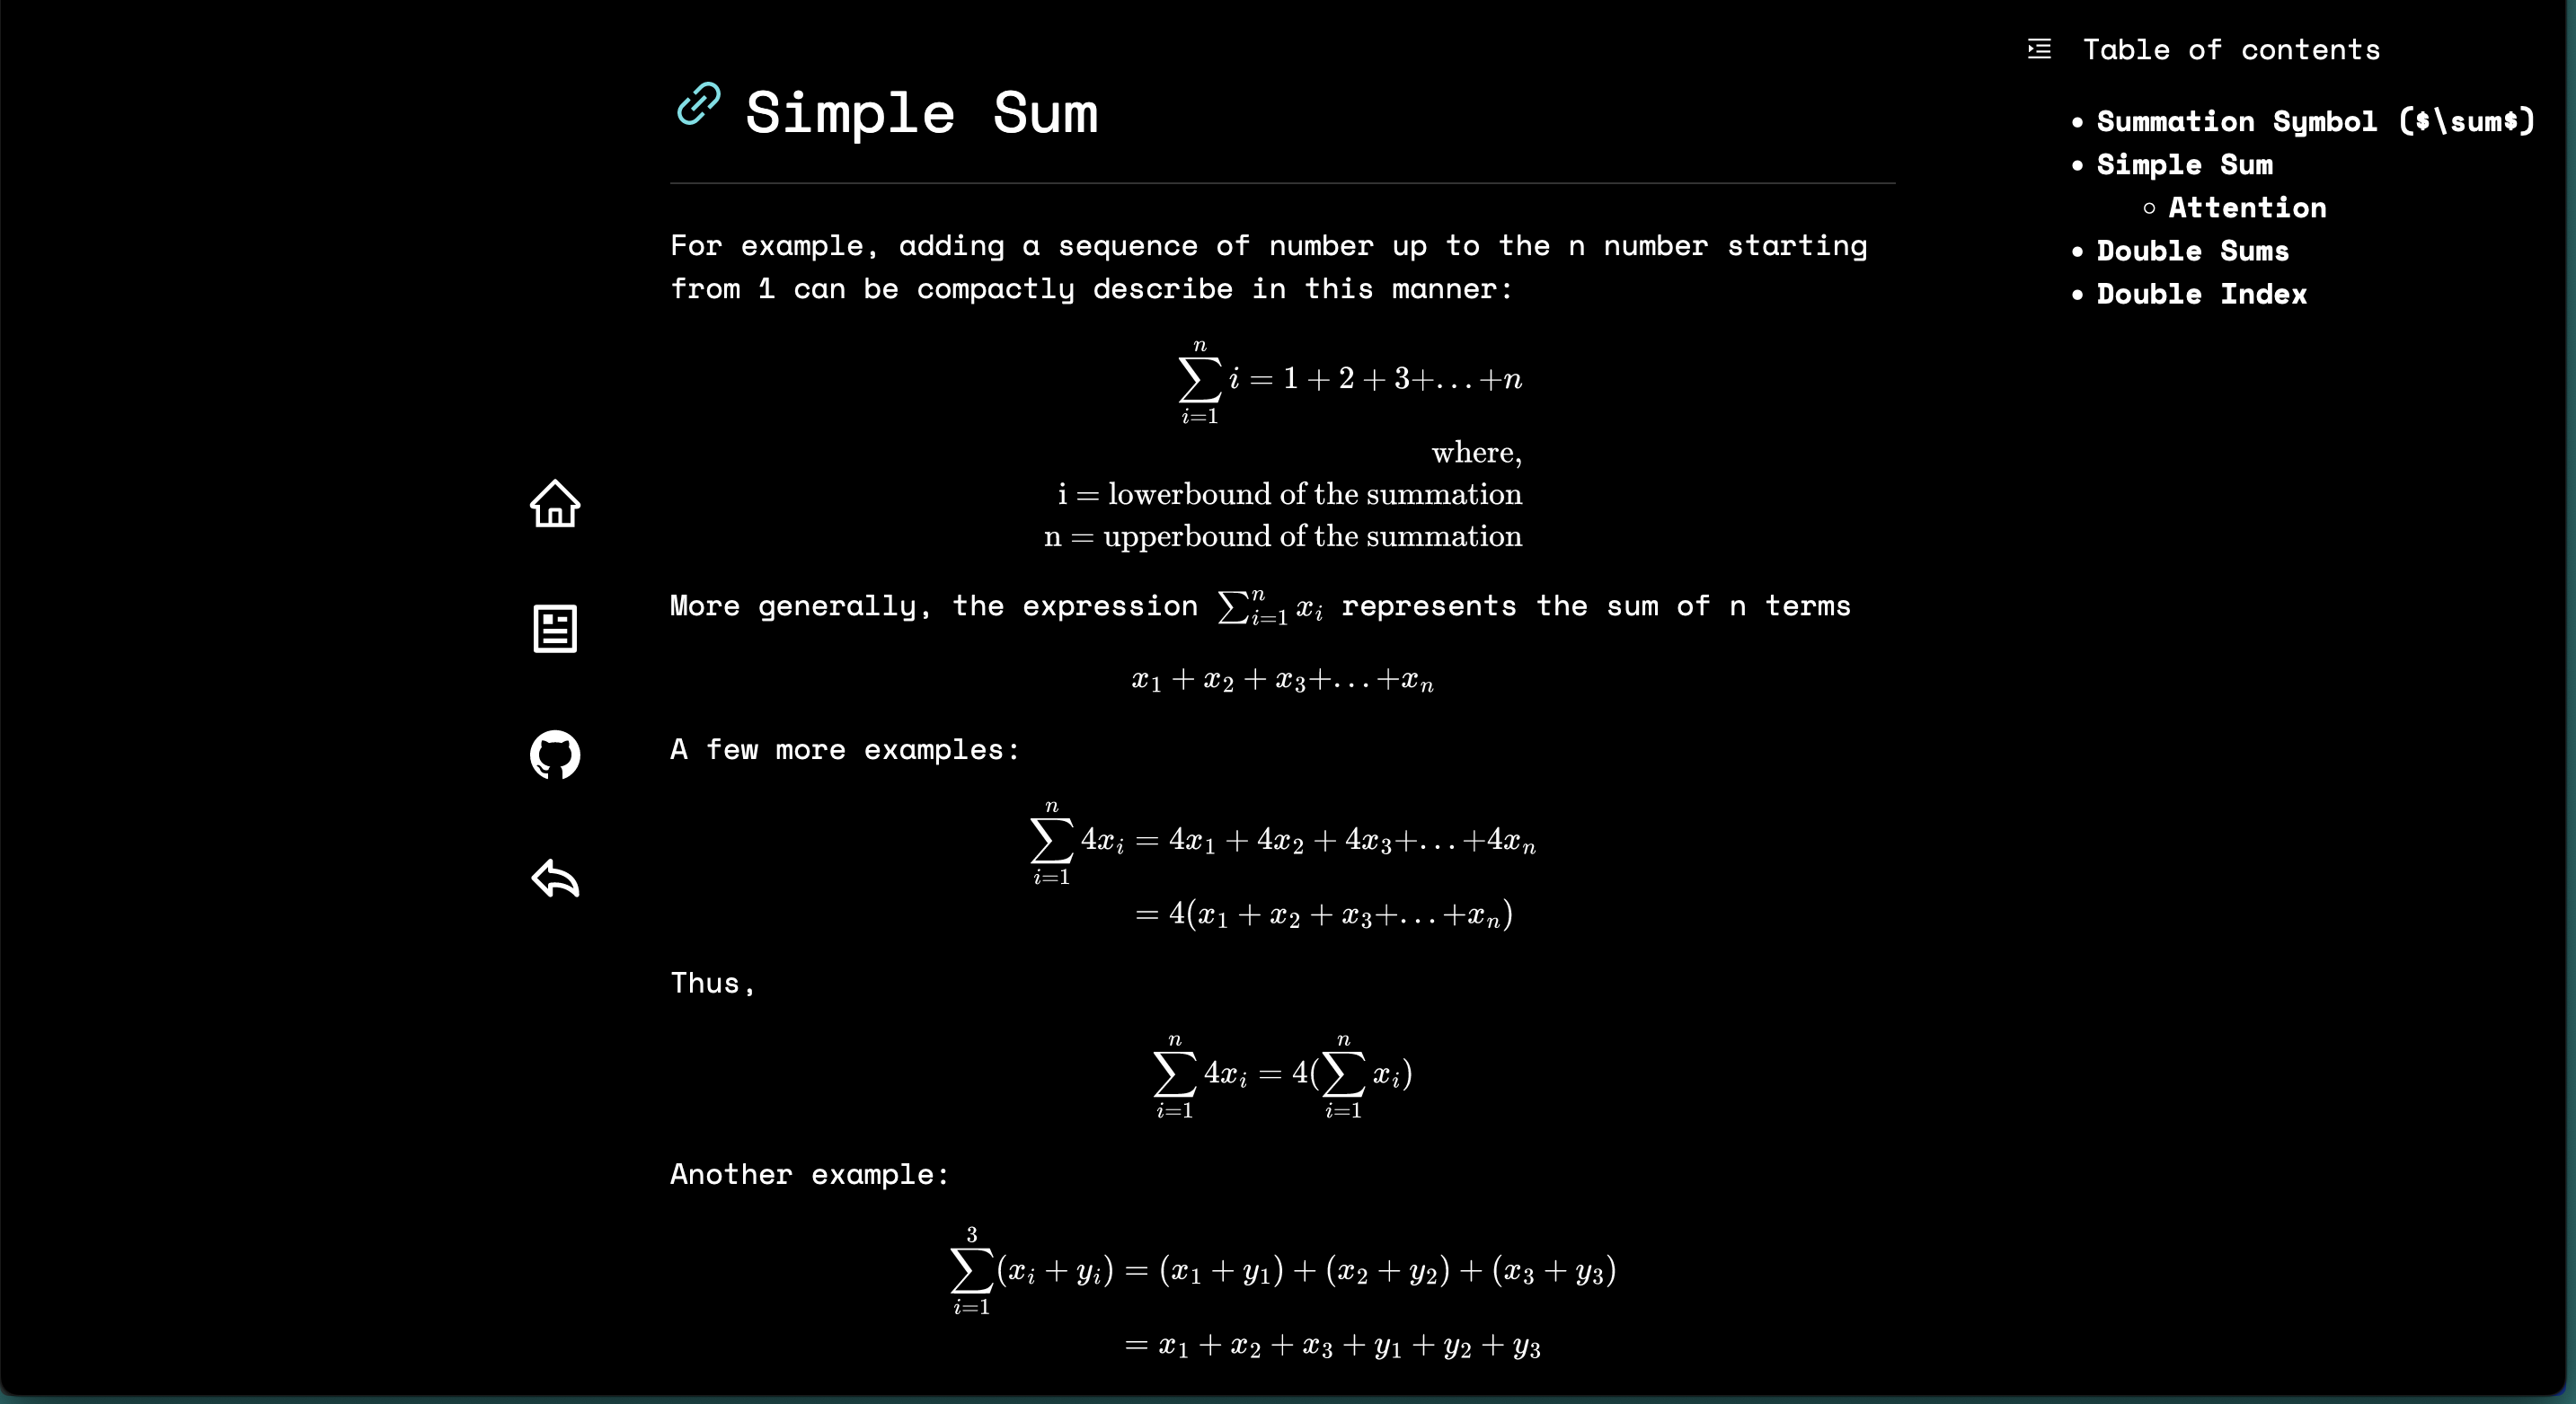 Simple Sum
For example, adding a sequence of number up to the n number starting
from 1 can be compactly describe in this manner:
$\sum_{i=1}^{n} i = 1 + 2 + 3 + \ldots + n$
where,
i = lowerbound of the summation
n = upperbound of the summation
More generally, the expression $\sum_{i=1}^{n} x_i$ represents the sum of n terms
$x_1 + x_2 + x_3 + \ldots + x_n$
A few more examples:
$\sum_{i=1}^{n} 4x_i = 4x_1 + 4x_2 + 4x_3 + \ldots + 4x_n$
$= 4(x_1 + x_2 + x_3 + \ldots + x_n)$
Thus,
$\sum_{i=1}^{n} 4x_i = 4(\sum_{i=1}^{n} x_i)$
Another example:
$\sum_{i=1}^{3} (x_i + y_i) = (x_1 + y_1) + (x_2 + y_2) + (x_3 + y_3)$
$= x_1 + x_2 + x_3 + y_1 + y_2 + y_3$
Table of contents
Summation Symbol ($\sum$)
Simple Sum
Attention
Double Sums
Double Index